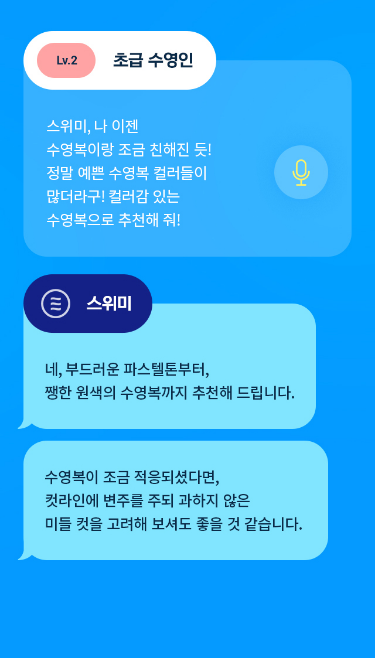 Lv.2 초급 수영인
스위미, 나 이젠
수영복이랑 조금 친해진 듯!
정말 예쁜 수영복 컬러들이
많더라구! 컬러감 있는
수영복으로 추천해 줘!
스위미
네, 부드러운 파스텔톤부터,
쨍한 원색의 수영복까지 추천해 드립니다.
수영복이 조금 적응되셨다면,
컷라인에 변주를 주되 과하지 않은
미들 컷을 고려해 보셔도 좋을 것 같습니다.